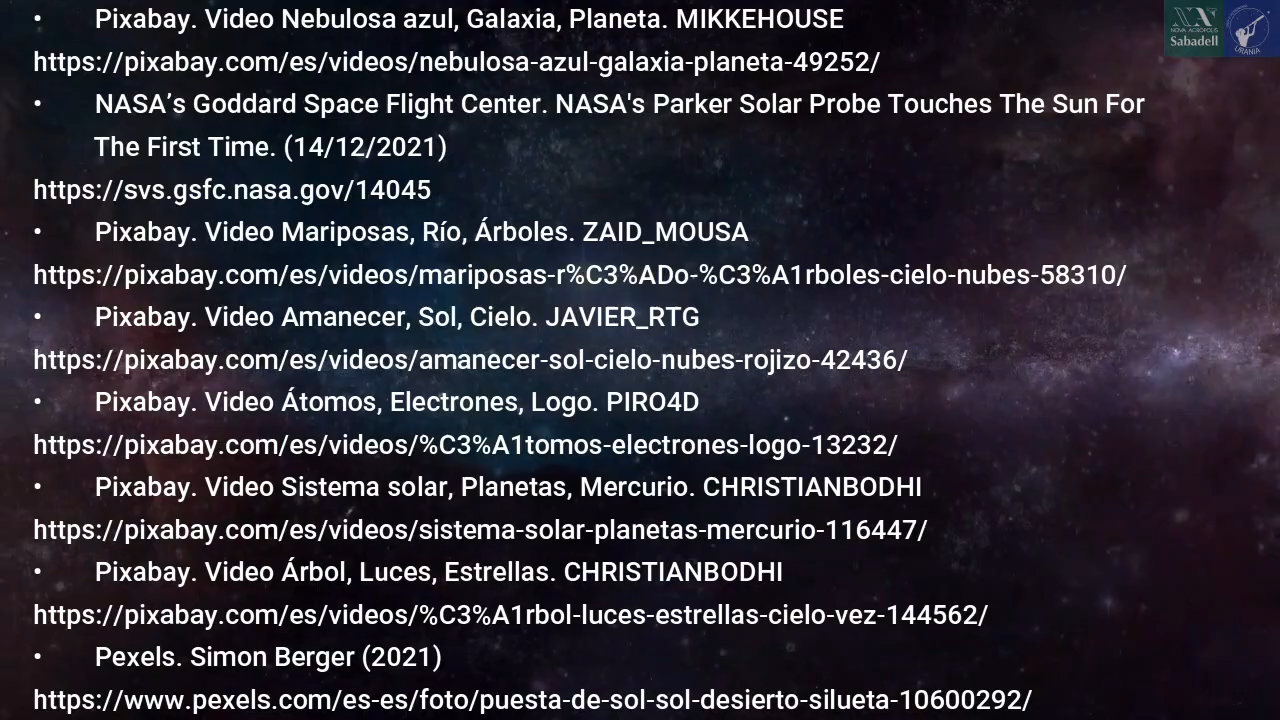 • Pixabay. Video Nebulosa azul, Galaxia, Planeta. MIKKEHOUSE
https://pixabay.com/es/videos/nebulosa-azul-galaxia-planeta-49252/
• NASA’s Goddard Space Flight Center. NASA's Parker Solar Probe Touches The Sun For
The First Time. (14/12/2021)
https://svs.gsfc.nasa.gov/14045
• Pixabay. Video Mariposas, Río, Árboles. ZAID_MOUSA
https://pixabay.com/es/videos/mariposas-r%C3%ADo-%C3%A1rboles-cielo-nubes-58310/
• Pixabay. Video Amanecer, Sol, Cielo. JAVIER_RTG
https://pixabay.com/es/videos/amanecer-sol-cielo-nubes-rojizo-42436/
• Pixabay. Video Átomos, Electrones, Logo. PIRO4D
https://pixabay.com/es/videos/%C3%A1tomos-electrones-logo-13232/
• Pixabay. Video Sistema solar, Planetas, Mercurio. CHRISTIANBODHI
https://pixabay.com/es/videos/sistema-solar-planetas-mercurio-116447/
• Pixabay. Video Árbol, Luces, Estrellas. CHRISTIANBODHI
https://pixabay.com/es/videos/%C3%A1rbol-luces-estrellas-cielo-vez-144562/
• Pexels. Simon Berger (2021)
https://www.pexels.com/es-es/foto/puesta-de-sol-sol-desierto-silueta-10600292/
NA
NOVA ACRÒPOLIS
Sabadell
URANIA